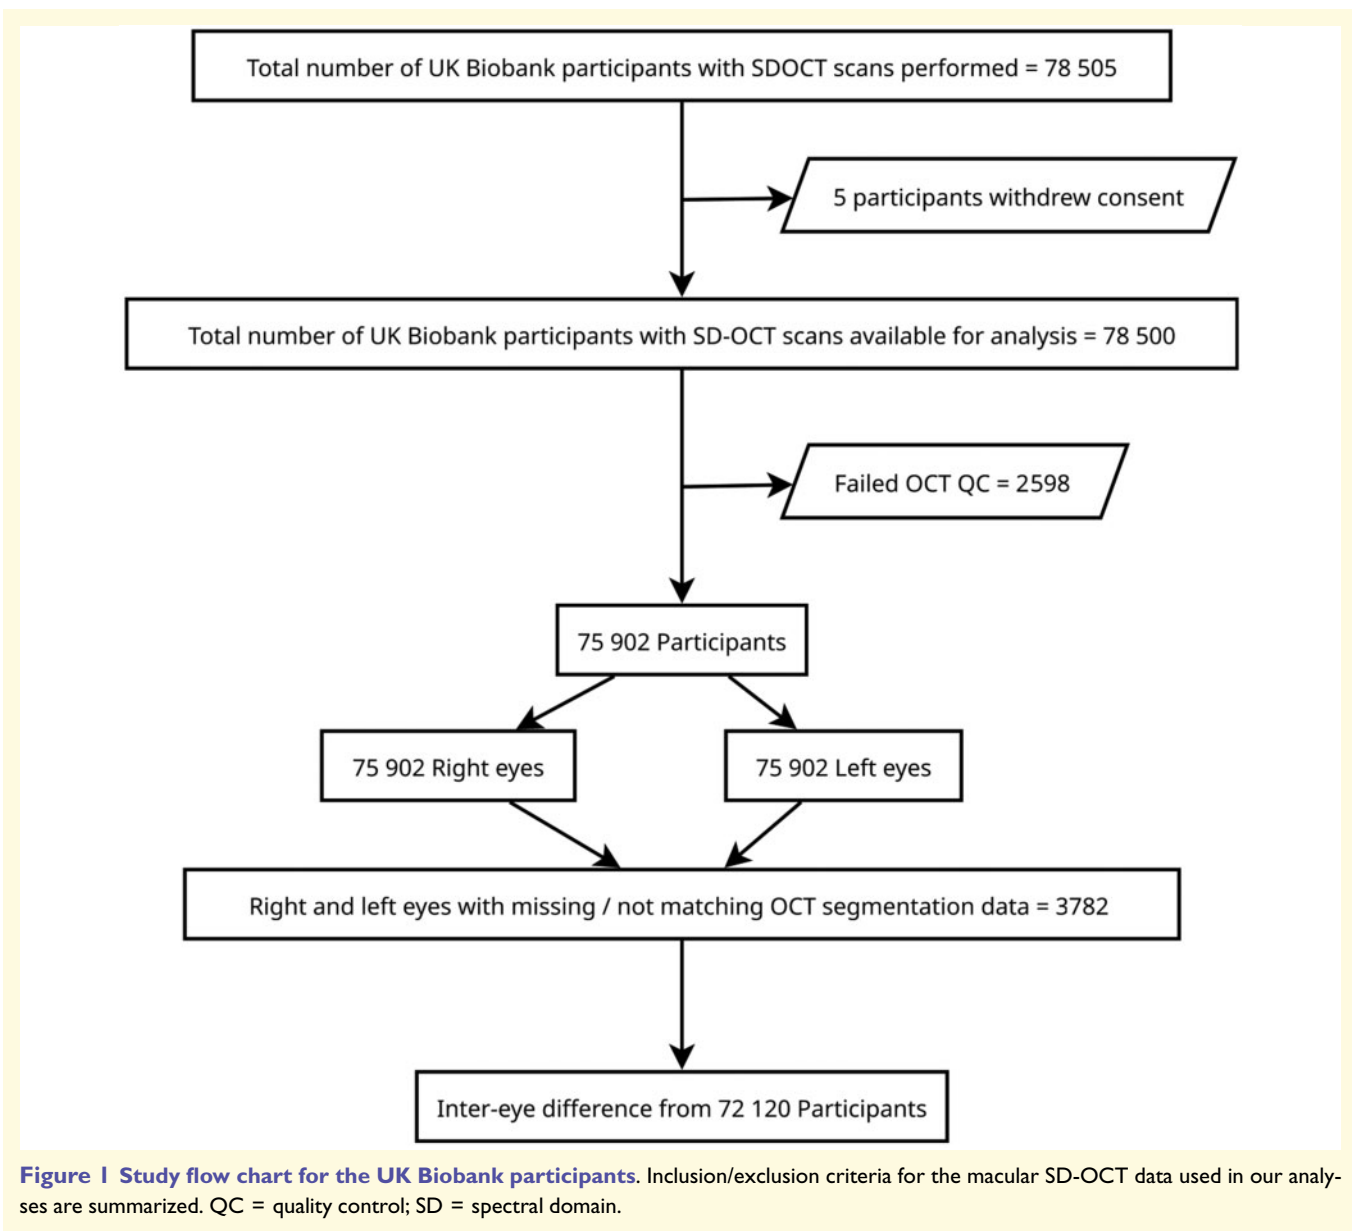 Total number of UK Biobank participants with SDOCT scans performed = 78 505
5 participants withdrew consent
Total number of UK Biobank participants with SD-OCT scans available for analysis = 78 500
Failed OCT QC = 2598
75 902 Participants
75 902 Right eyes
75 902 Left eyes
Right and left eyes with missing / not matching OCT segmentation data = 3782
Inter-eye difference from 72 120 Participants
Figure 1 Study flow chart for the UK Biobank participants. Inclusion/exclusion criteria for the macular SD-OCT data used in our analy-
ses are summarized. QC = quality control; SD = spectral domain.